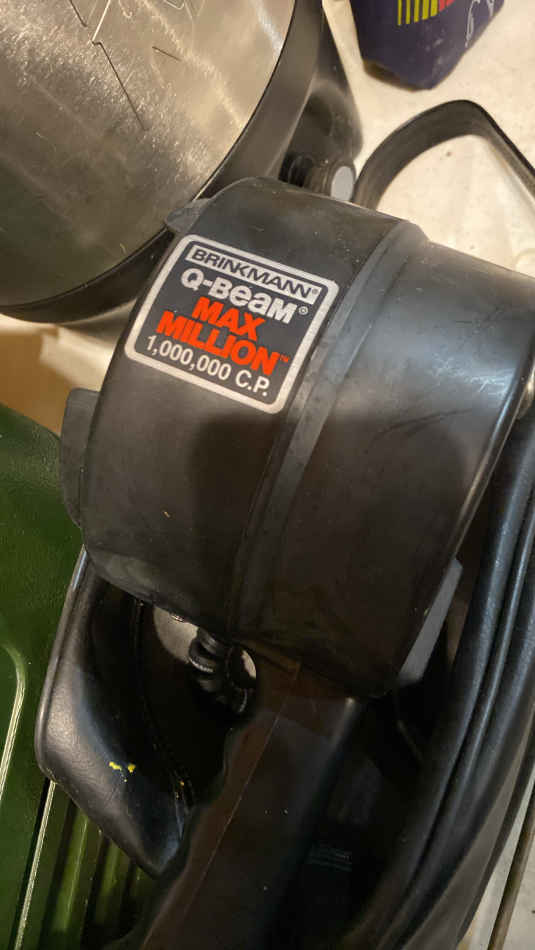 BRINKMANN®
Q-BEAM®
MAX
MILLION™
1,000,000 C.P.